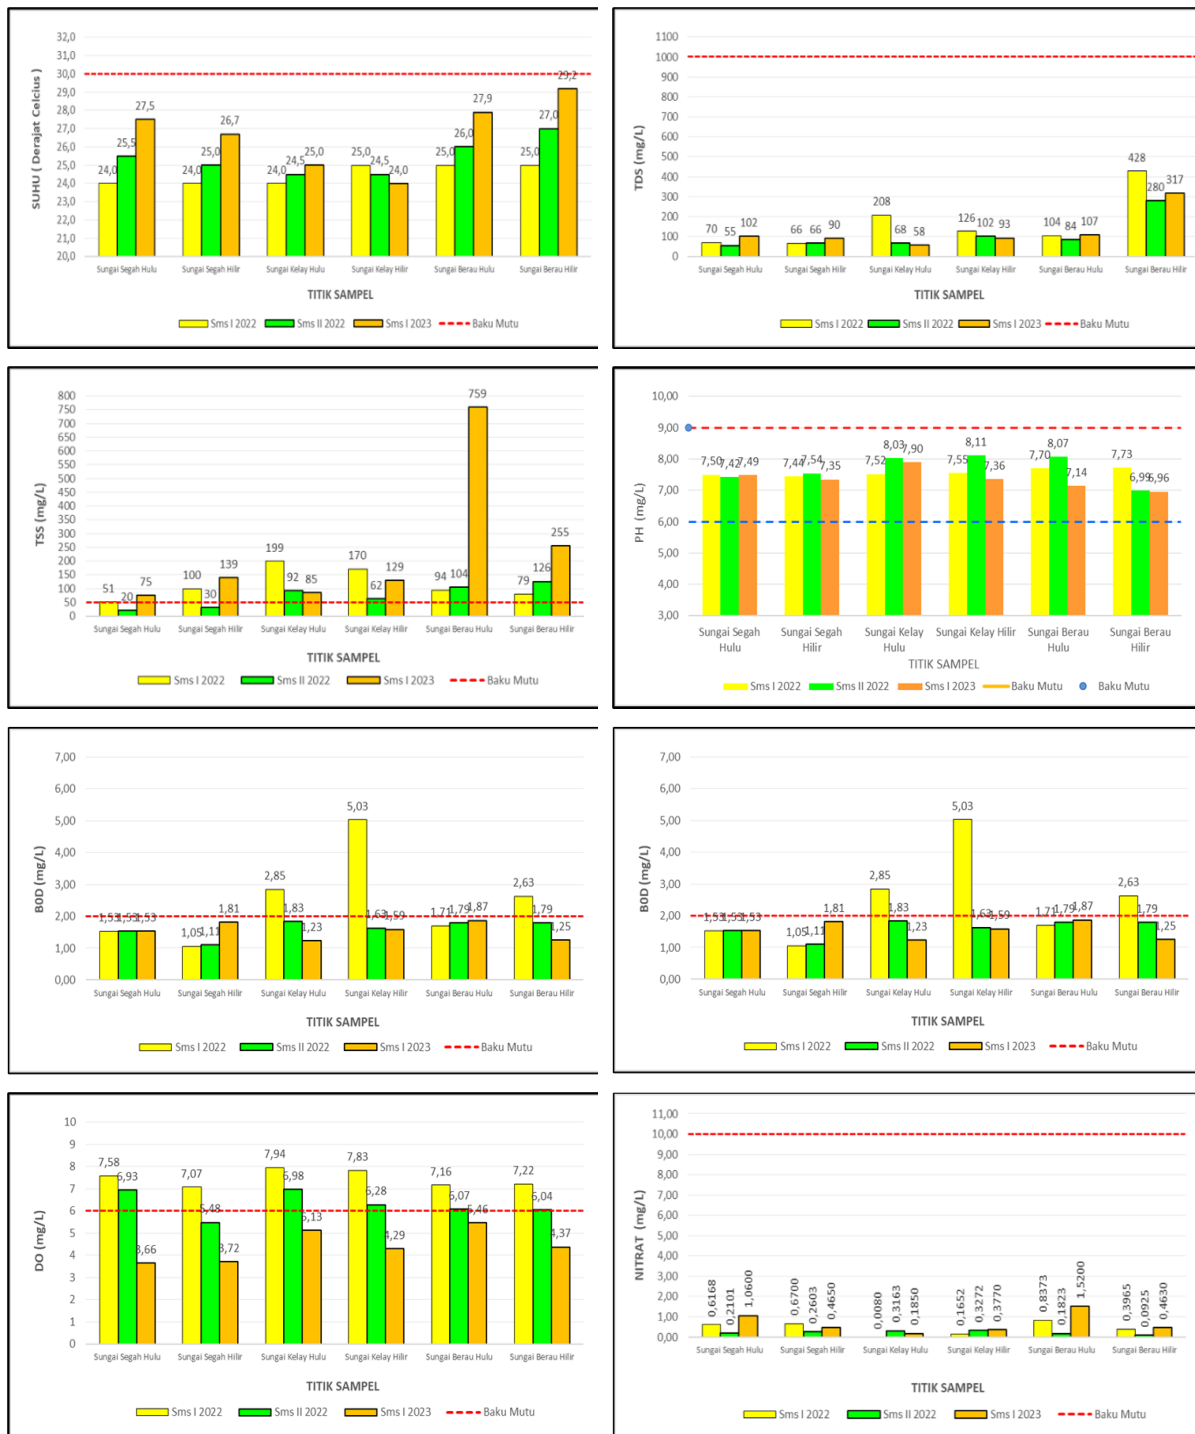 32,0
31,0
30,0
29,0
28,0
27,0
26,0
25,0
24,0
23,0
22,0
21,0
20,0
SUHU ( Derajat Celcius )
24,0 25,5 27,5 24,0 25,0 26,7 24,0 24,5 25,0 25,0 24,5 24,0 25,0 26,0 27,9 25,0 27,0 29,2
Sungai Segah Hulu Sungai Segah Hilir Sungai Kelay Hulu Sungai Kelay Hilir Sungai Berau Hulu Sungai Berau Hilir
TITIK SAMPEL
Sms I 2022 Sms II 2022 Sms I 2023 Baku Mutu
1100
1000
900
800
700
600
500
400
300
200
100
0
TDS (mg/L)
70 55 102 66 66 90 208 68 58 126 102 93 104 84 107 428 280 317
Sungai Segah Hulu Sungai Segah Hilir Sungai Kelay Hulu Sungai Kelay Hilir Sungai Berau Hulu Sungai Berau Hilir
TITIK SAMPEL
Sms I 2022 Sms II 2022 Sms I 2023 Baku Mutu
800
750
700
650
600
550
500
450
400
350
300
250
200
150
100
50
0
TSS (mg/L)
51 20 75 100 30 139 199 92 85 170 62 129 94 104 759 79 126 255
Sungai Segah Hulu Sungai Segah Hilir Sungai Kelay Hulu Sungai Kelay Hilir Sungai Berau Hulu Sungai Berau Hilir
TITIK SAMPEL
Sms I 2022 Sms II 2022 Sms I 2023 Baku Mutu
10,00
9,00
8,00
7,00
6,00
5,00
4,00
3,00
PH (mg/L)
7,50 7,42 7,49 7,44 7,54 7,35 7,52 8,03 7,90 7,55 8,11 7,36 7,70 8,07 7,14 7,73 6,99 6,96
Sungai Segah Hulu Sungai Segah Hilir Sungai Kelay Hulu Sungai Kelay Hilir Sungai Berau Hulu Sungai Berau Hilir
TITIK SAMPEL
Sms I 2022 Sms II 2022 Sms I 2023 Baku Mutu Baku Mutu
7,00
6,00
5,00
4,00
3,00
2,00
1,00
0,00
B0D (mg/L)
1,53 1,53 1,53 1,05 1,11 1,81 2,85 1,83 1,23 5,03 1,63 1,59 1,71 1,79 1,87 2,63 1,79 1,25
Sungai Segah Hulu Sungai Segah Hilir Sungai Kelay Hulu Sungai Kelay Hilir Sungai Berau Hulu Sungai Berau Hilir
TITIK SAMPEL
Sms I 2022 Sms II 2022 Sms I 2023 Baku Mutu
7,00
6,00
5,00
4,00
3,00
2,00
1,00
0,00
B0D (mg/L)
1,53 1,53 1,53 1,05 1,11 1,81 2,85 1,83 1,23 5,03 1,63 1,59 1,71 1,79 1,87 2,63 1,79 1,25
Sungai Segah Hulu Sungai Segah Hilir Sungai Kelay Hulu Sungai Kelay Hilir Sungai Berau Hulu Sungai Berau Hilir
TITIK SAMPEL
Sms I 2022 Sms II 2022 Sms I 2023 Baku Mutu
10
9
8
7
6
5
4
3
2
1
0
DO (mg/L)
7,58 6,93 3,66 7,07 5,48 3,72 7,94 6,98 5,13 7,83 6,28 4,29 7,16 6,07 5,46 7,22 6,04 4,37
Sungai Segah Hulu Sungai Segah Hilir Sungai Kelay Hulu Sungai Kelay Hilir Sungai Berau Hulu Sungai Berau Hilir
TITIK SAMPEL
Sms I 2022 Sms II 2022 Sms I 2023 Baku Mutu
11,00
10,00
9,00
8,00
7,00
6,00
5,00
4,00
3,00
2,00
1,00
0,00
NITRAT (mg/L)
0,6168 0,2101 1,0600 0,6700 0,2603 0,4650 0,0080 0,3163 0,1850 0,1652 0,3272 0,3770 0,8373 0,1823 1,5200 0,3965 0,0925 0,4630
Sungai Segah Hulu Sungai Segah Hilir Sungai Kelay Hulu Sungai Kelay Hilir Sungai Berau Hulu Sungai Berau Hilir
TITIK SAMPEL
Sms I 2022 Sms II 2022 Sms I 2023 Baku Mutu